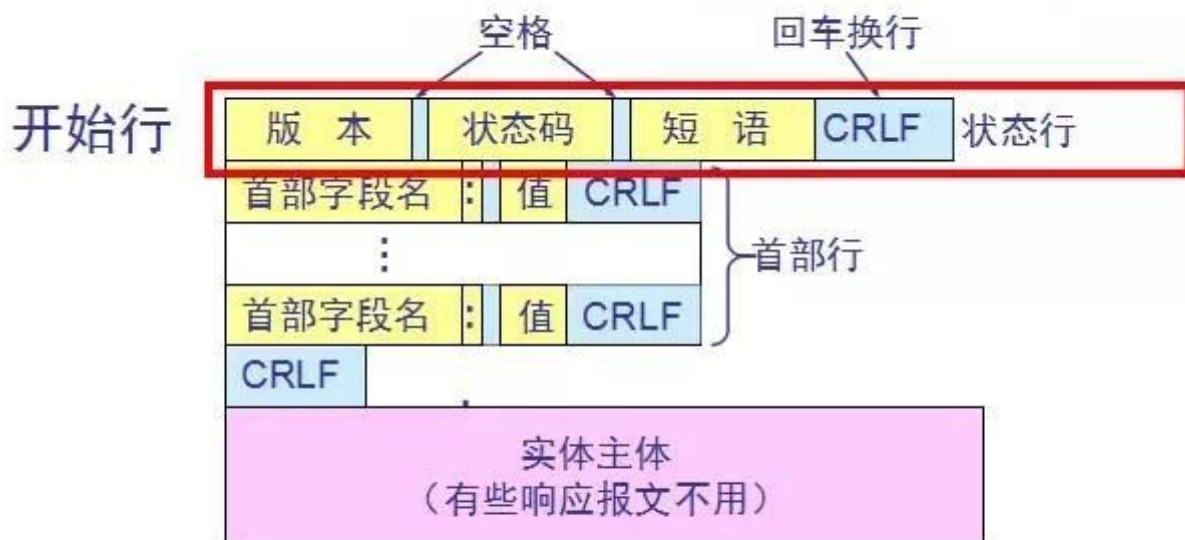 空格 回车换行
开始行 版 本 状态码 短 语 CRLF 状态行
首部字段名 : 值 CRLF
⋮ 首部行
首部字段名 : 值 CRLF
CRLF
实体主体
（有些响应报文不用）